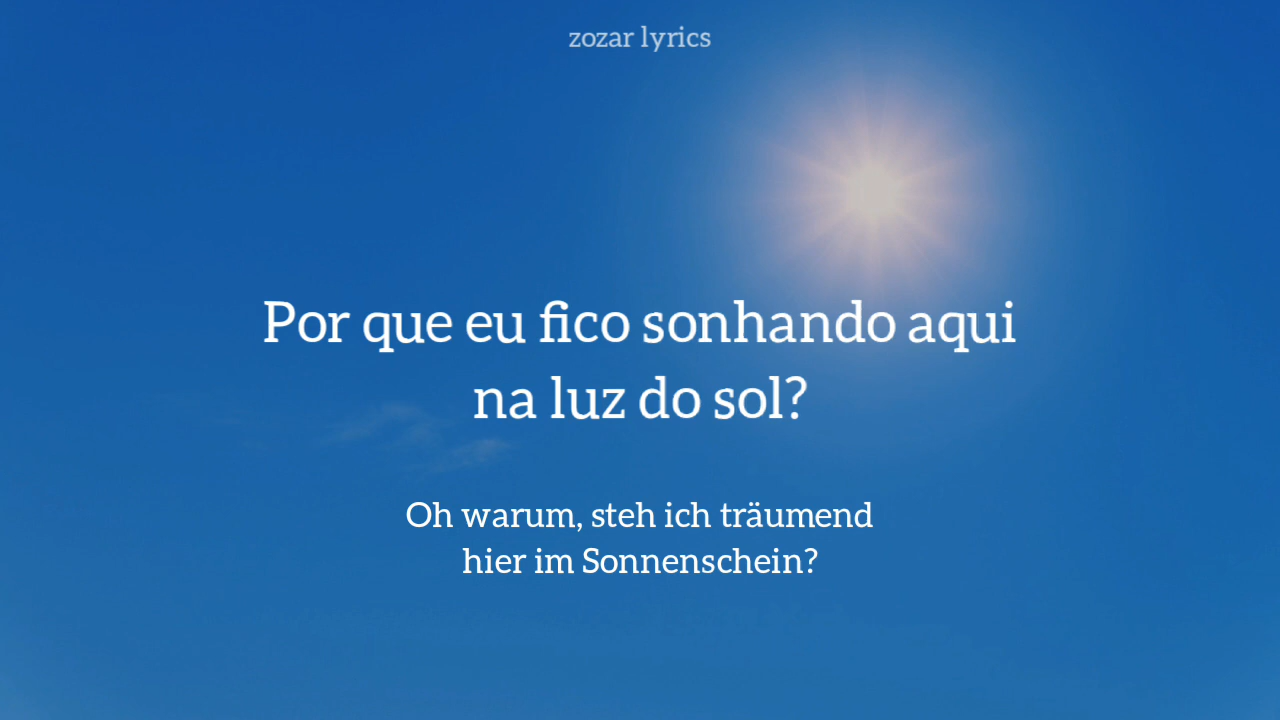 zozar lyrics
Por que eu fico sonhando aqui
na luz do sol?
Oh warum, steh ich träumend
hier im Sonnenschein?